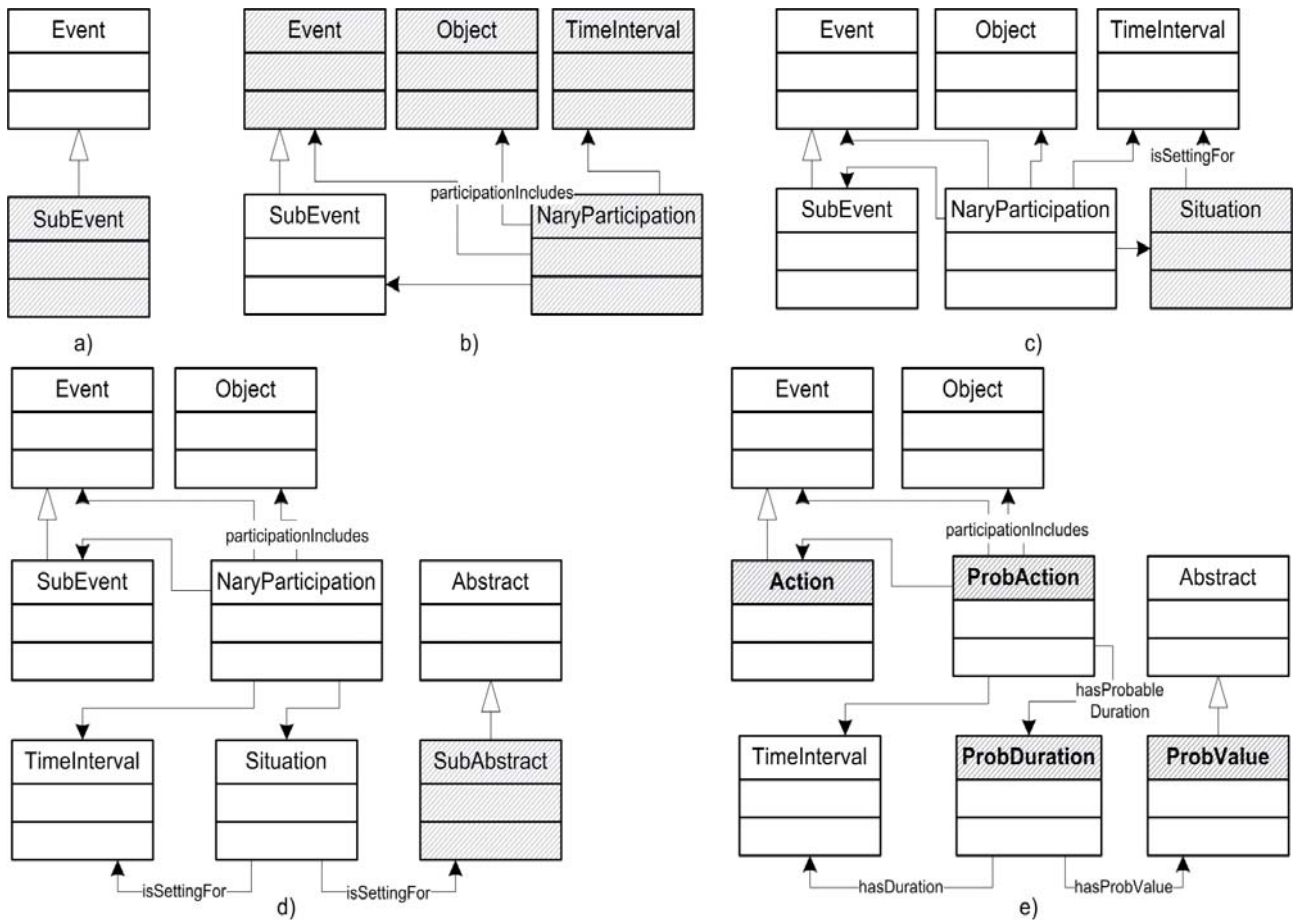 Event
SubEvent
a)
Event
Object
TimeInterval
participationIncludes
SubEvent
NaryParticipation
b)
Event
Object
TimeInterval
isSettingFor
SubEvent
NaryParticipation
Situation
c)
Event
Object
participationIncludes
SubEvent
NaryParticipation
Abstract
TimeInterval
Situation
SubAbstract
isSettingFor
isSettingFor
d)
Event
Object
participationIncludes
Action
ProbAction
Abstract
hasProbable
Duration
TimeInterval
ProbDuration
ProbValue
hasDuration
hasProbValue
e)